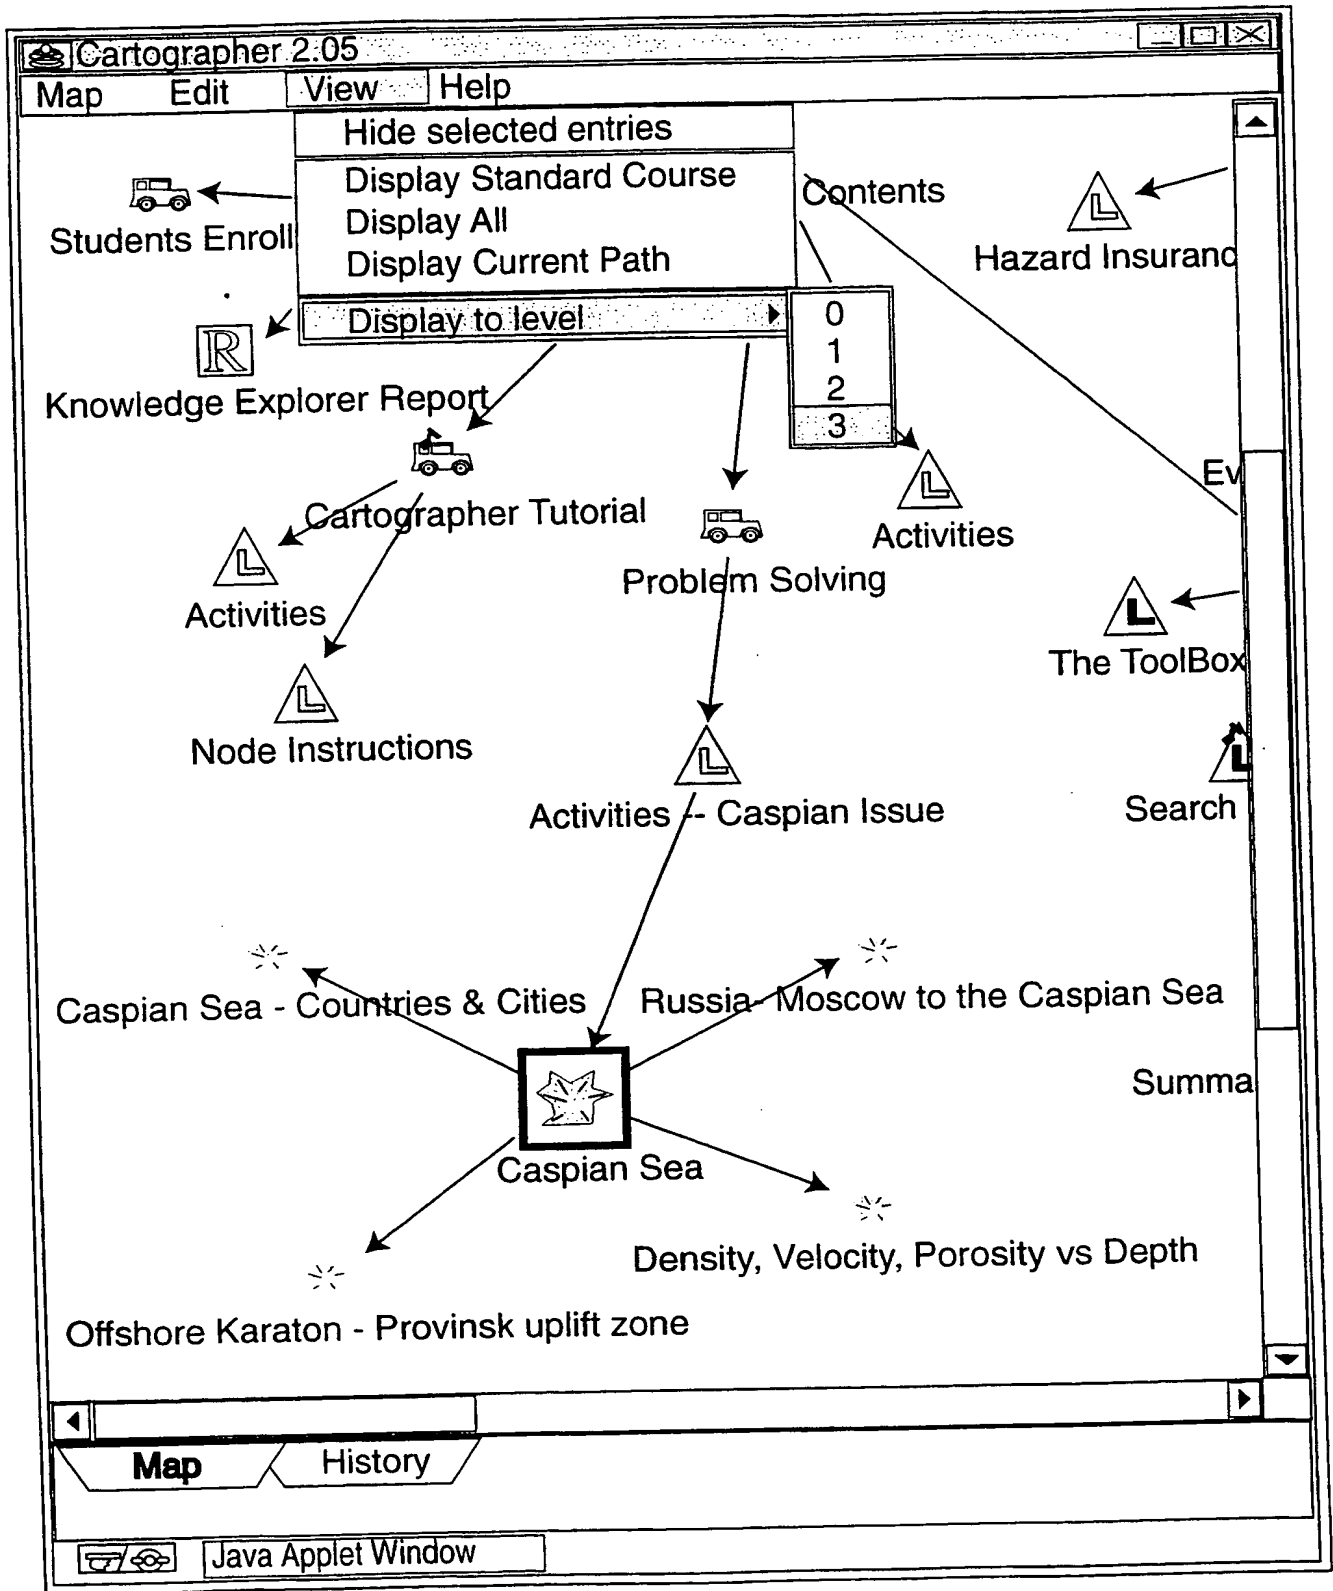 Cartographer 2.05
Map Edit View Help
Hide selected entries
Display Standard Course
Display All
Display Current Path
Display to level
0
1
2
3
Contents
Students Enroll
Hazard Insuranc
R
Knowledge Explorer Report
L
Cartographer Tutorial
Ev
L
Activities
L
Activities
Problem Solving
L
The ToolBox
L
Node Instructions
L
Activities -- Caspian Issue
L
Search
Caspian Sea - Countries & Cities
Russia- Moscow to the Caspian Sea
Summa
Caspian Sea
Density, Velocity, Porosity vs Depth
Offshore Karaton - Provinsk uplift zone
Map History
Java Applet Window